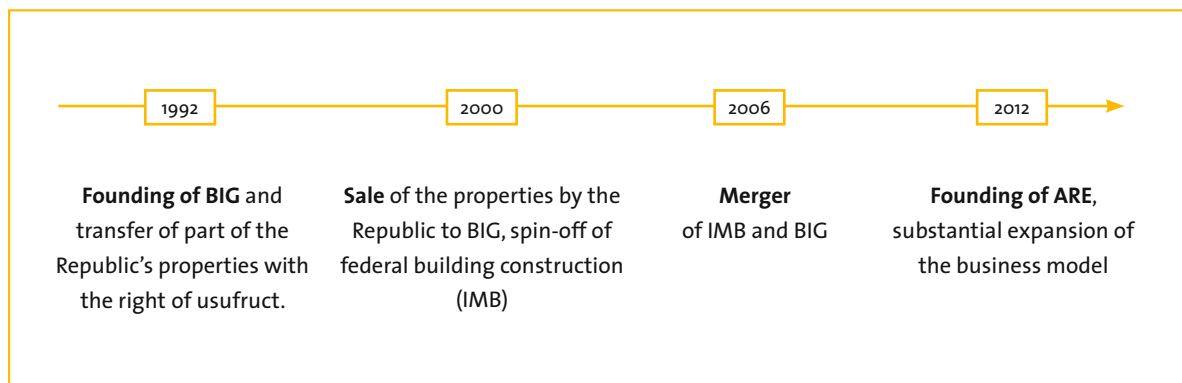 1992
Founding of BIG and
transfer of part of the
Republic's properties with
the right of usufruct.
2000
Sale of the properties by the
Republic to BIG, spin-off of
federal building construction
(IMB)
2006
Merger
of IMB and BIG
2012
Founding of ARE,
substantial expansion of
the business model